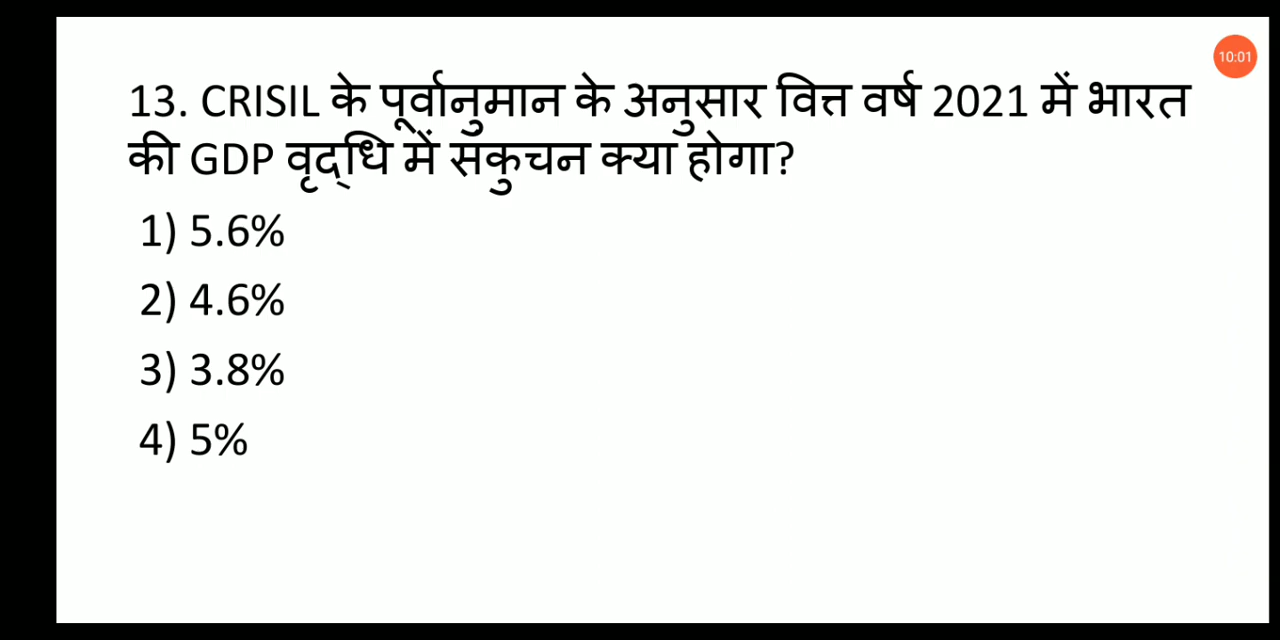 10:01
13. CRISIL के पूर्वानुमान के अनुसार वित्त वर्ष 2021 में भारत
की GDP वृद्धि में संकुचन क्या होगा?
1) 5.6%
2) 4.6%
3) 3.8%
4) 5%